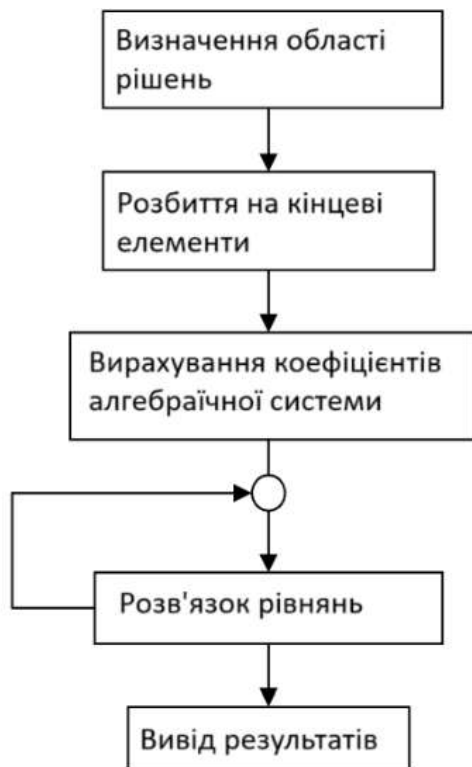 Визначення області
рішень
Розбиття на кінцеві
елементи
Вирахування коефіцієнтів
алгебраїчної системи
Розв'язок рівнянь
Вивід результатів